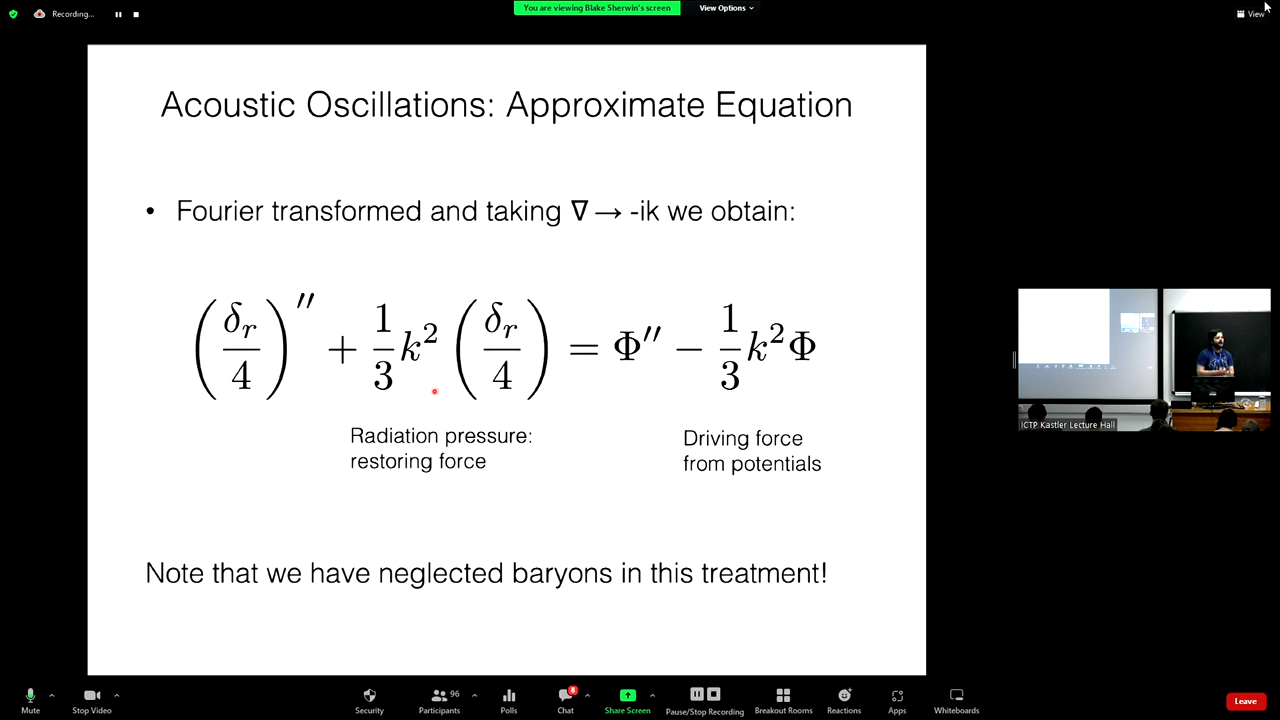 Recording...
You are viewing Blake Sherwin's screen
View Options
View
Acoustic Oscillations: Approximate Equation
• Fourier transformed and taking ∇ → -ik we obtain:
(δ_r/4)″ + 1/3 k² (δ_r/4) = Φ″ − 1/3 k²Φ
Radiation pressure:
restoring force
Driving force
from potentials
Note that we have neglected baryons in this treatment!
ICTP Kastler Lecture Hall
Mute
Stop Video
Security
Participants
96
Polls
Chat
8
Share Screen
Pause/Stop Recording
Breakout Rooms
Reactions
Apps
Whiteboards
Leave